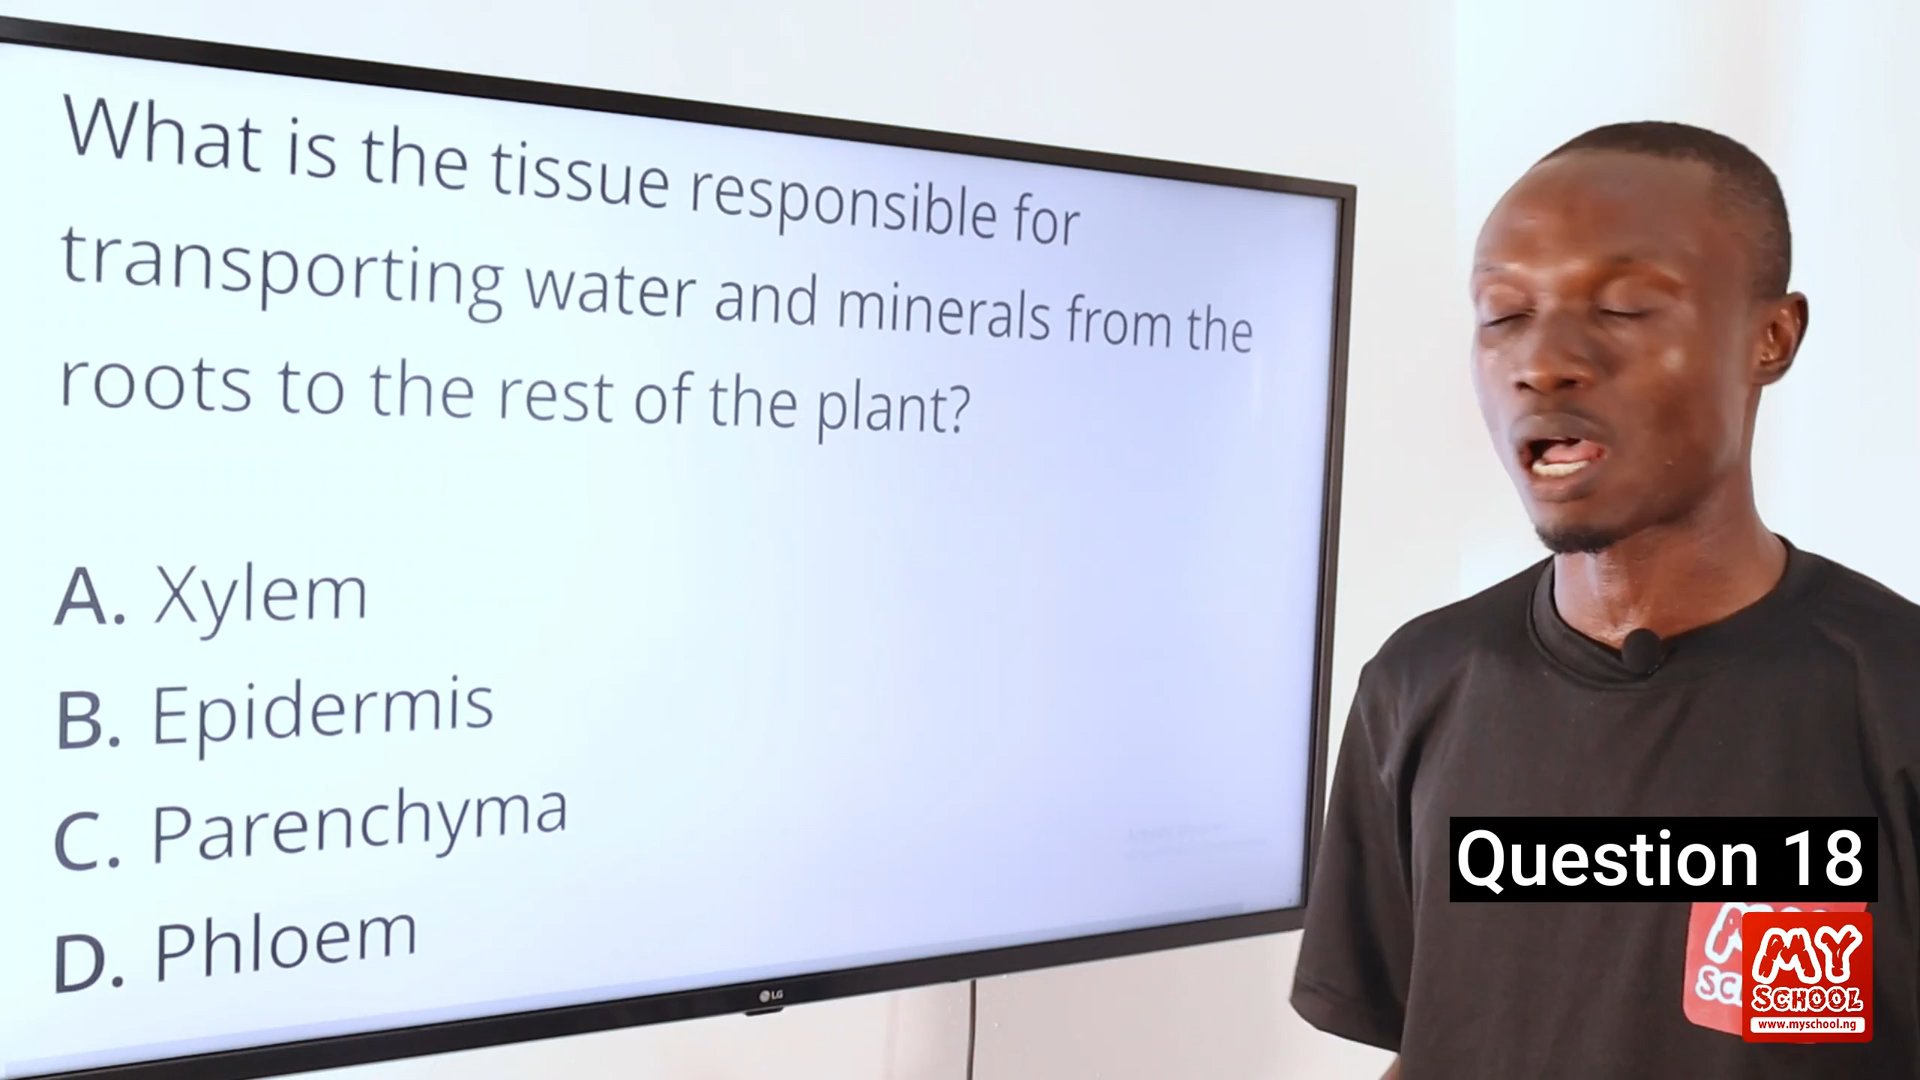 What is the tissue responsible for
transporting water and minerals from the
roots to the rest of the plant?
A. Xylem
B. Epidermis
C. Parenchyma
D. Phloem
LG
Question 18
MY
SCHOOL
www.myschool.ng